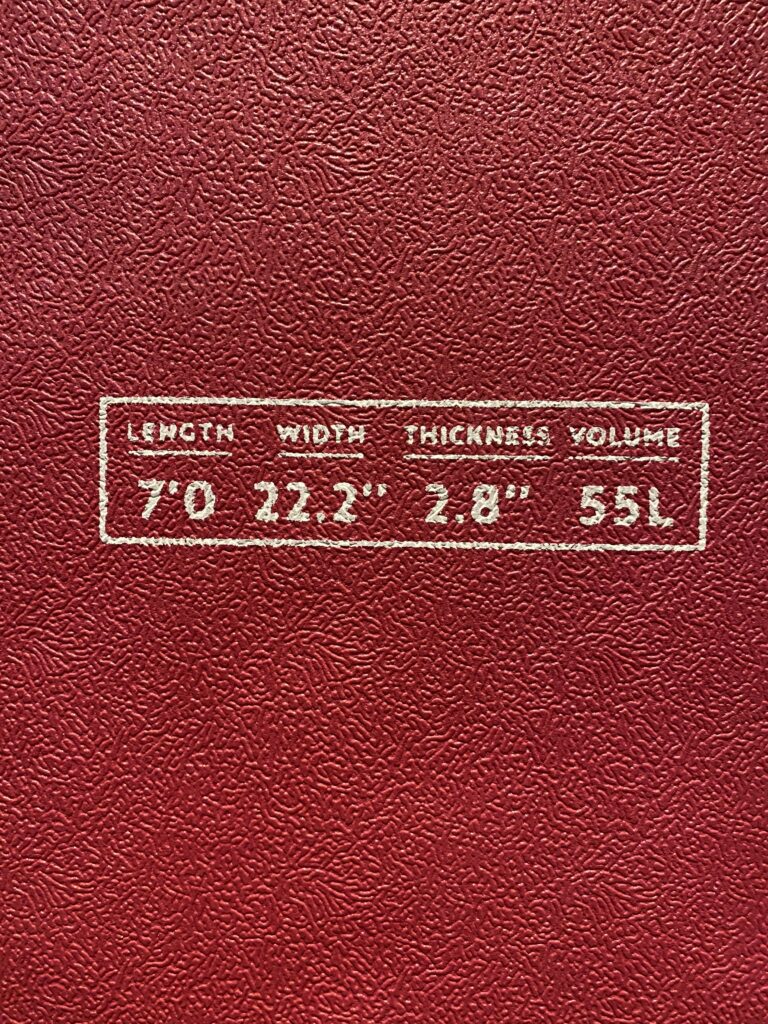 LENGTH WIDTH THICKNESS VOLUME
7'0 22.2" 2.8" 55L